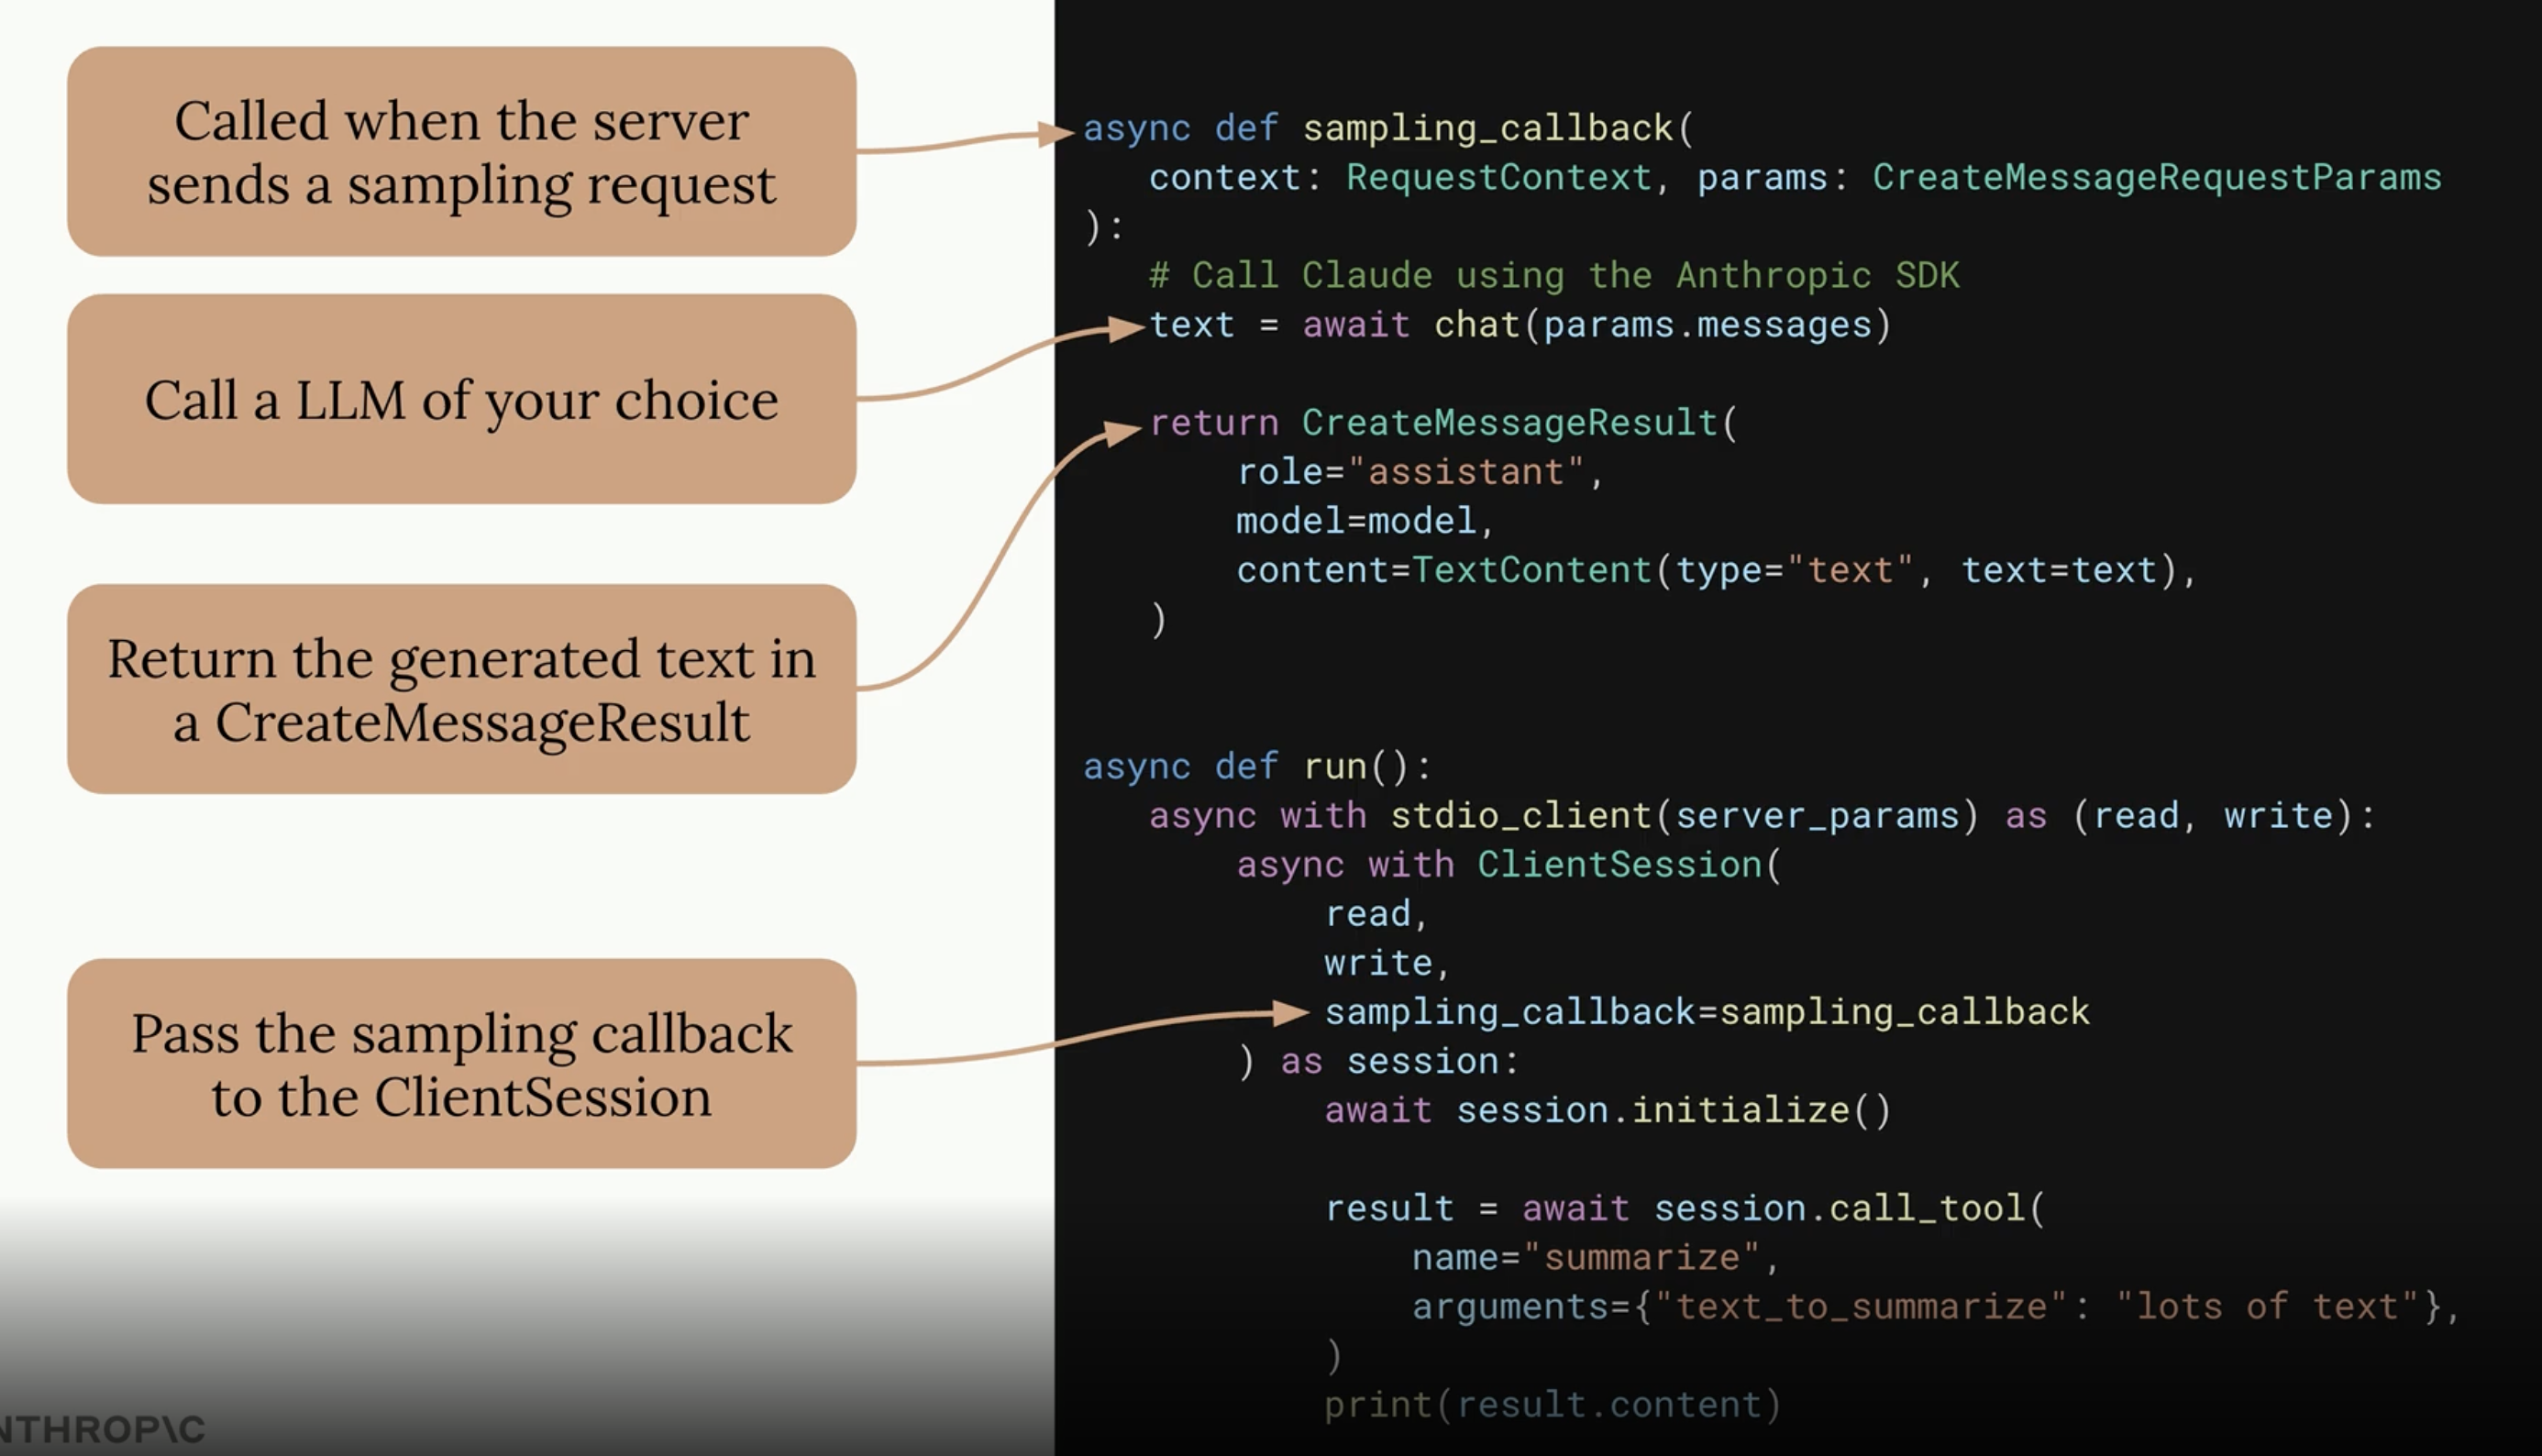 Called when the server
sends a sampling request
Call a LLM of your choice
Return the generated text in
a CreateMessageResult
Pass the sampling callback
to the ClientSession
NTHROP\C
async def sampling_callback(
    context: RequestContext, params: CreateMessageRequestParams
):
    # Call Claude using the Anthropic SDK
    text = await chat(params.messages)
    return CreateMessageResult(
        role="assistant",
        model=model,
        content=TextContent(type="text", text=text),
    )
async def run():
    async with stdio_client(server_params) as (read, write):
        async with ClientSession(
            read,
            write,
            sampling_callback=sampling_callback
        ) as session:
            await session.initialize()
            result = await session.call_tool(
                name="summarize",
                arguments={"text_to_summarize": "lots of text"},
            )
            print(result.content)